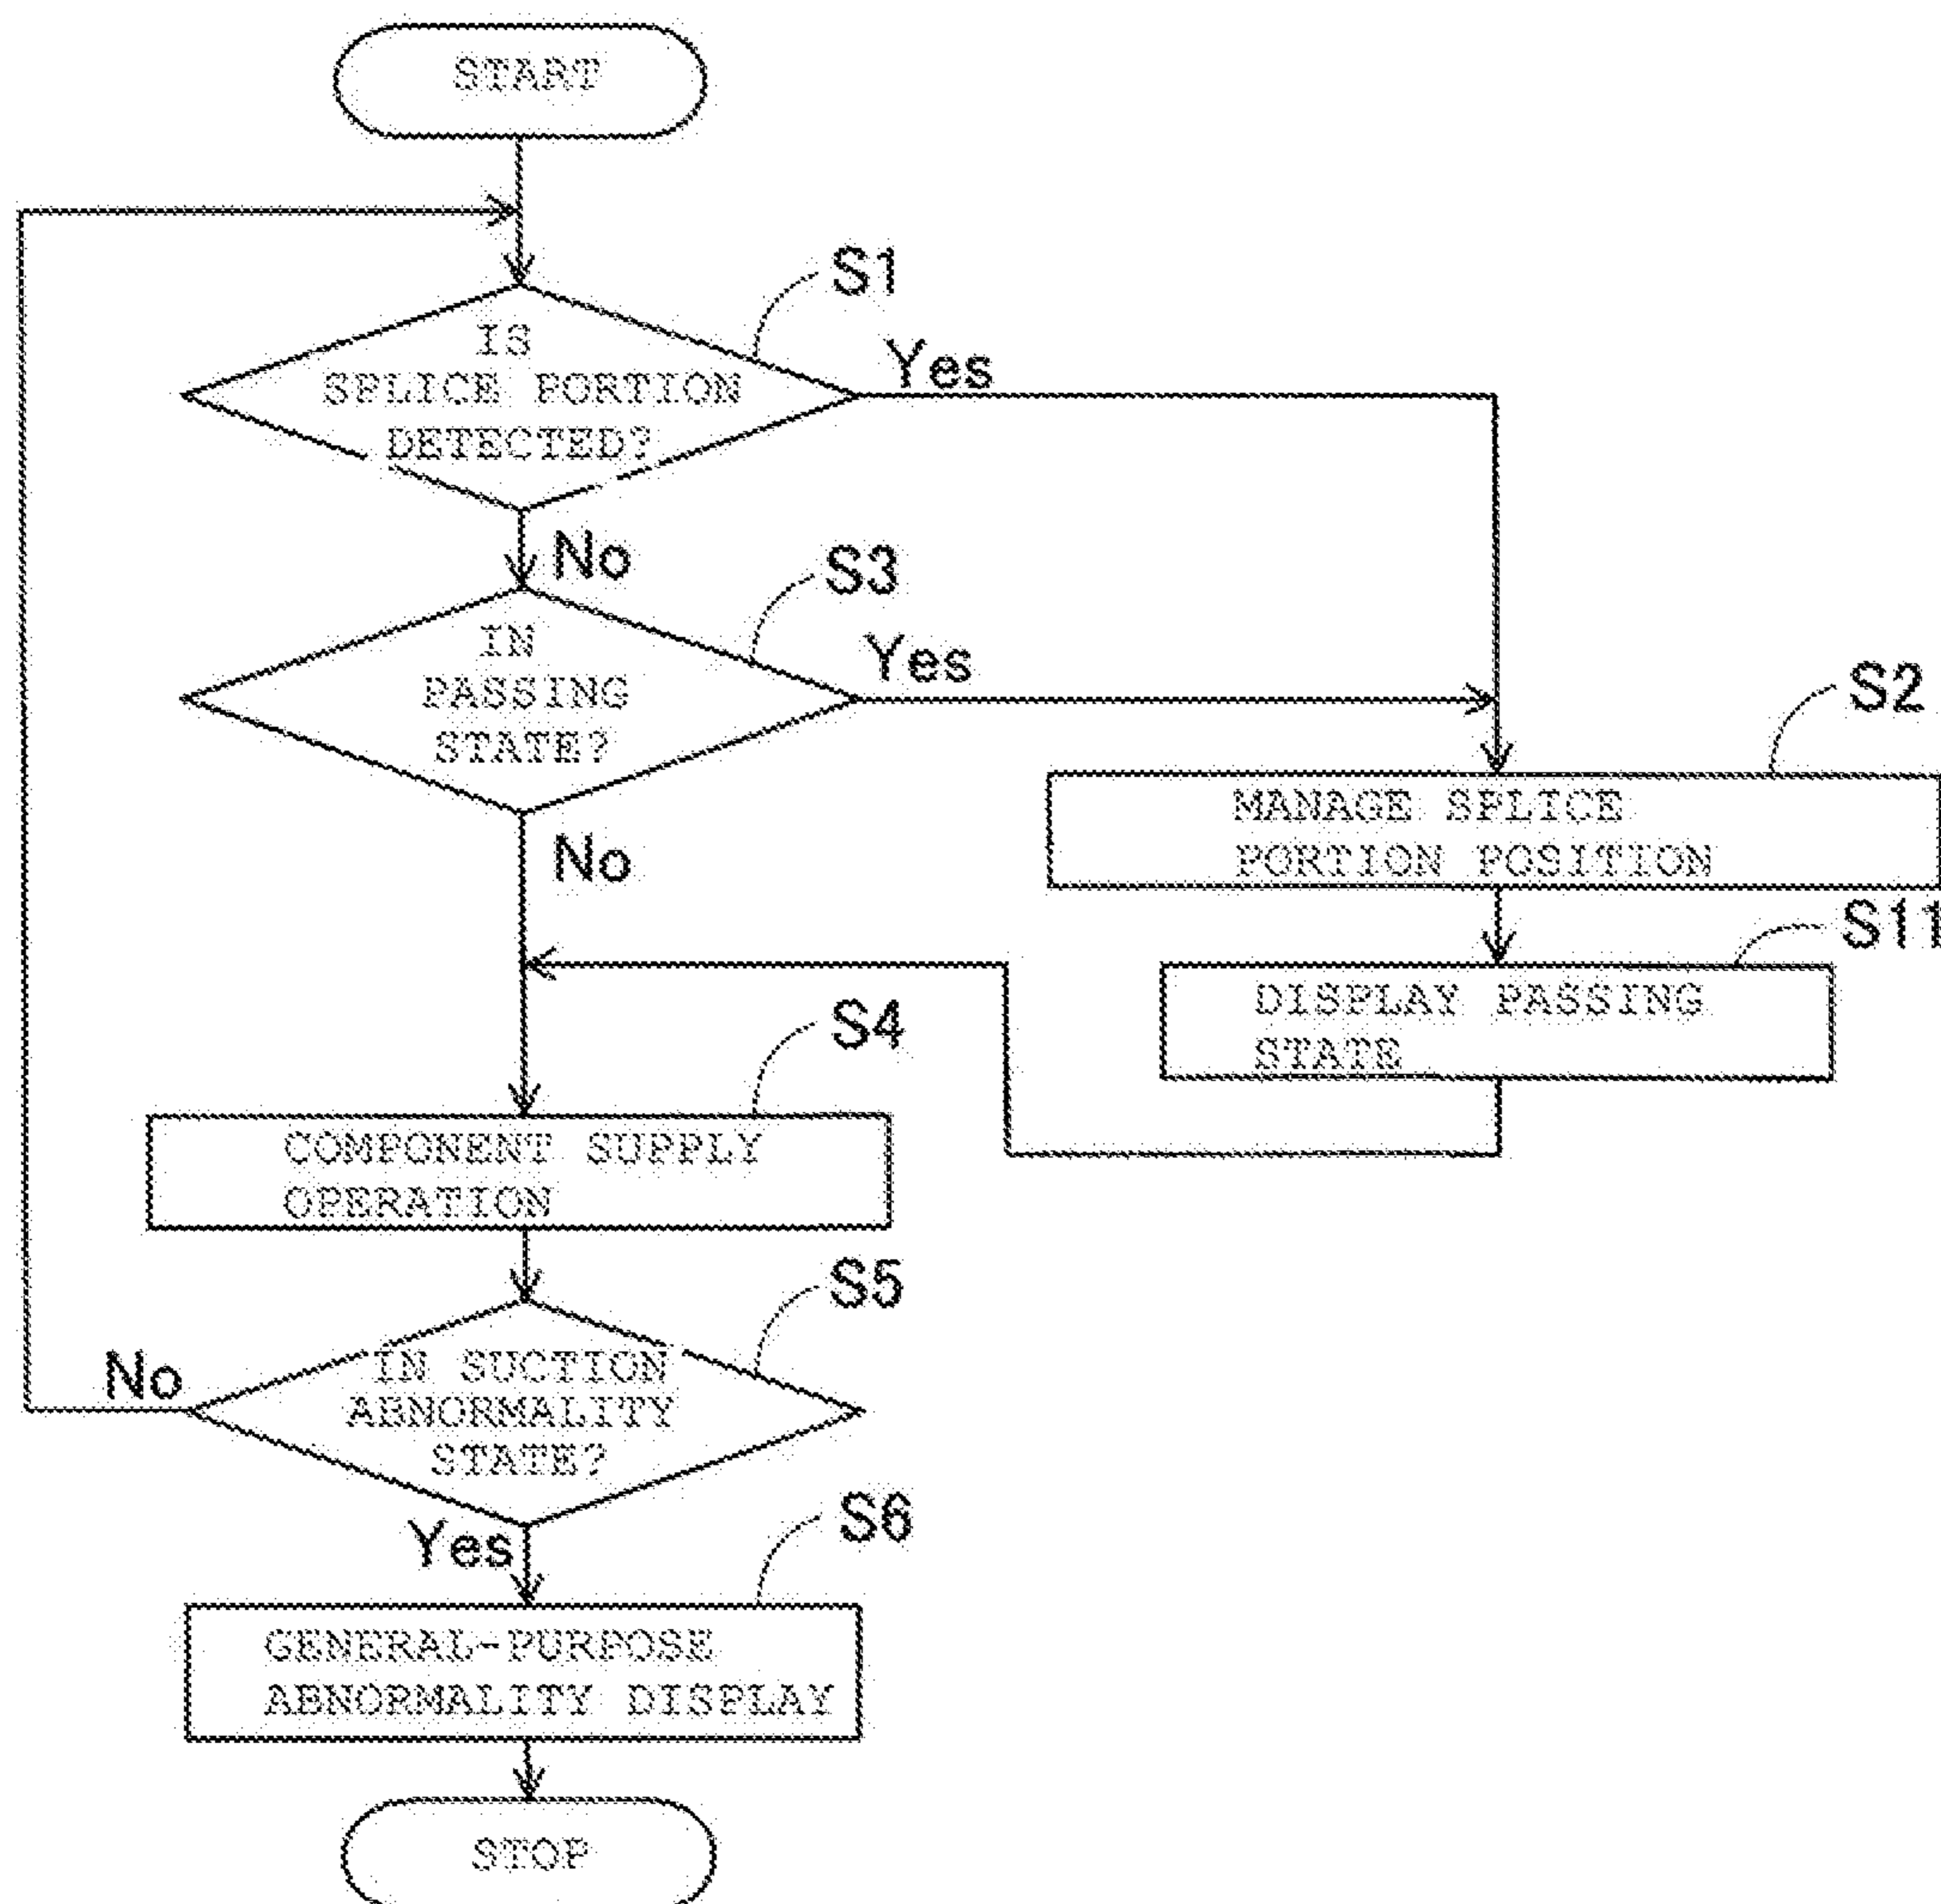 START
S1
IS
SPLICE PORTION
DETECTED?
Yes
No
S3
IN
PASSING
STATE?
Yes
No
S2
MANAGE SPLICE
PORTION POSITION
S11
DISPLAY PASSING
STATE
S4
COMPONENT SUPPLY
OPERATION
S5
IN SUCTION
ABNORMALITY
STATE?
No
Yes
S6
GENERAL-PURPOSE
ABNORMALITY DISPLAY
STOP